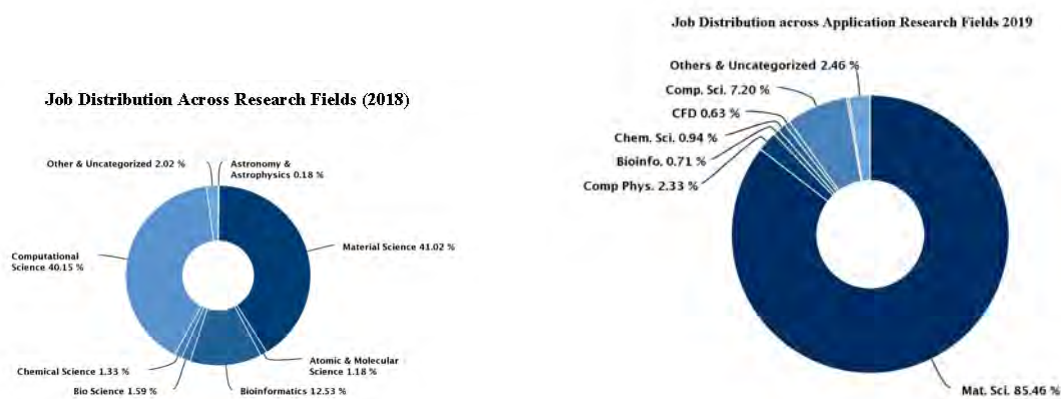 Job Distribution Across Research Fields (2018)
Other & Uncategorized 2.02 %
Astronomy &
Astrophysics 0.18 %
Material Science 41.02 %
Computational
Science 40.15 %
Atomic & Molecular
Science 1.18 %
Chemical Science 1.33 %
Bio Science 1.59 %
Bioinformatics 12.53 %
Job Distribution across Application Research Fields 2019
Others & Uncategorized 2.46 %
Comp. Sci. 7.20 %
CFD 0.63 %
Chem. Sci. 0.94 %
Bioinfo. 0.71 %
Comp Phys. 2.33 %
Mat. Sci. 85.46 %